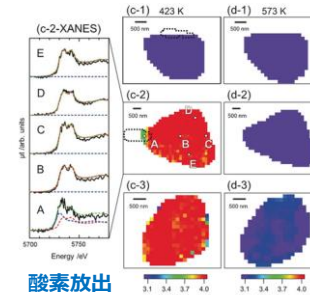 (c-2-XANES)
(c-1) 423 K
(d-1) 573 K
500 nm
500 nm
E
D
C
B
A
μt /arb. units
5700 5780
Energy /eV
(c-2)
500 nm
D
A B C
E
(d-2)
500 nm
(c-3)
500 nm
(d-3)
500 nm
3.1 3.4 3.7 4.0
3.1 3.4 3.7 4.0
酸素放出